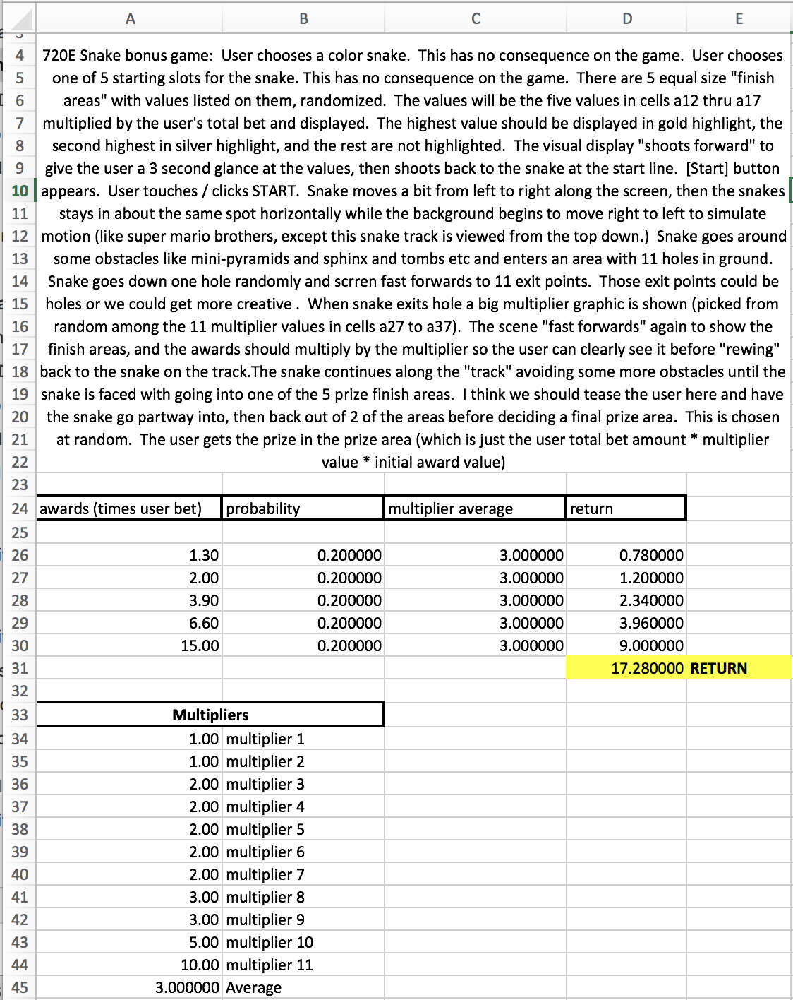 A B C D E
3
4 720E Snake bonus game: User chooses a color snake. This has no consequence on the game. User chooses
5 one of 5 starting slots for the snake. This has no consequence on the game. There are 5 equal size "finish
6 areas" with values listed on them, randomized. The values will be the five values in cells a12 thru a17
7 multiplied by the user's total bet and displayed. The highest value should be displayed in gold highlight, the
8 second highest in silver highlight, and the rest are not highlighted. The visual display "shoots forward" to
9 give the user a 3 second glance at the values, then shoots back to the snake at the start line. [Start] button
10 appears. User touches / clicks START. Snake moves a bit from left to right along the screen, then the snakes
11 stays in about the same spot horizontally while the background begins to move right to left to simulate
12 motion (like super mario brothers, except this snake track is viewed from the top down.) Snake goes around
13 some obstacles like mini-pyramids and sphinx and tombs etc and enters an area with 11 holes in ground.
14 Snake goes down one hole randomly and scrren fast forwards to 11 exit points. Those exit points could be
15 holes or we could get more creative . When snake exits hole a big multiplier graphic is shown (picked from
16 random among the 11 multiplier values in cells a27 to a37). The scene "fast forwards" again to show the
17 finish areas, and the awards should multiply by the multiplier so the user can clearly see it before "rewing"
18 back to the snake on the track.The snake continues along the "track" avoiding some more obstacles until the
19 snake is faced with going into one of the 5 prize finish areas. I think we should tease the user here and have
20 the snake go partway into, then back out of 2 of the areas before deciding a final prize area. This is chosen
21 at random. The user gets the prize in the prize area (which is just the user total bet amount * multiplier
22 value * initial award value)
23
24 awards (times user bet) probability multiplier average return
25
26 1.30 0.200000 3.000000 0.780000
27 2.00 0.200000 3.000000 1.200000
28 3.90 0.200000 3.000000 2.340000
29 6.60 0.200000 3.000000 3.960000
30 15.00 0.200000 3.000000 9.000000
31 17.280000 RETURN
32
33 Multipliers
34 1.00 multiplier 1
35 1.00 multiplier 2
36 2.00 multiplier 3
37 2.00 multiplier 4
38 2.00 multiplier 5
39 2.00 multiplier 6
40 2.00 multiplier 7
41 3.00 multiplier 8
42 3.00 multiplier 9
43 5.00 multiplier 10
44 10.00 multiplier 11
45 3.000000 Average